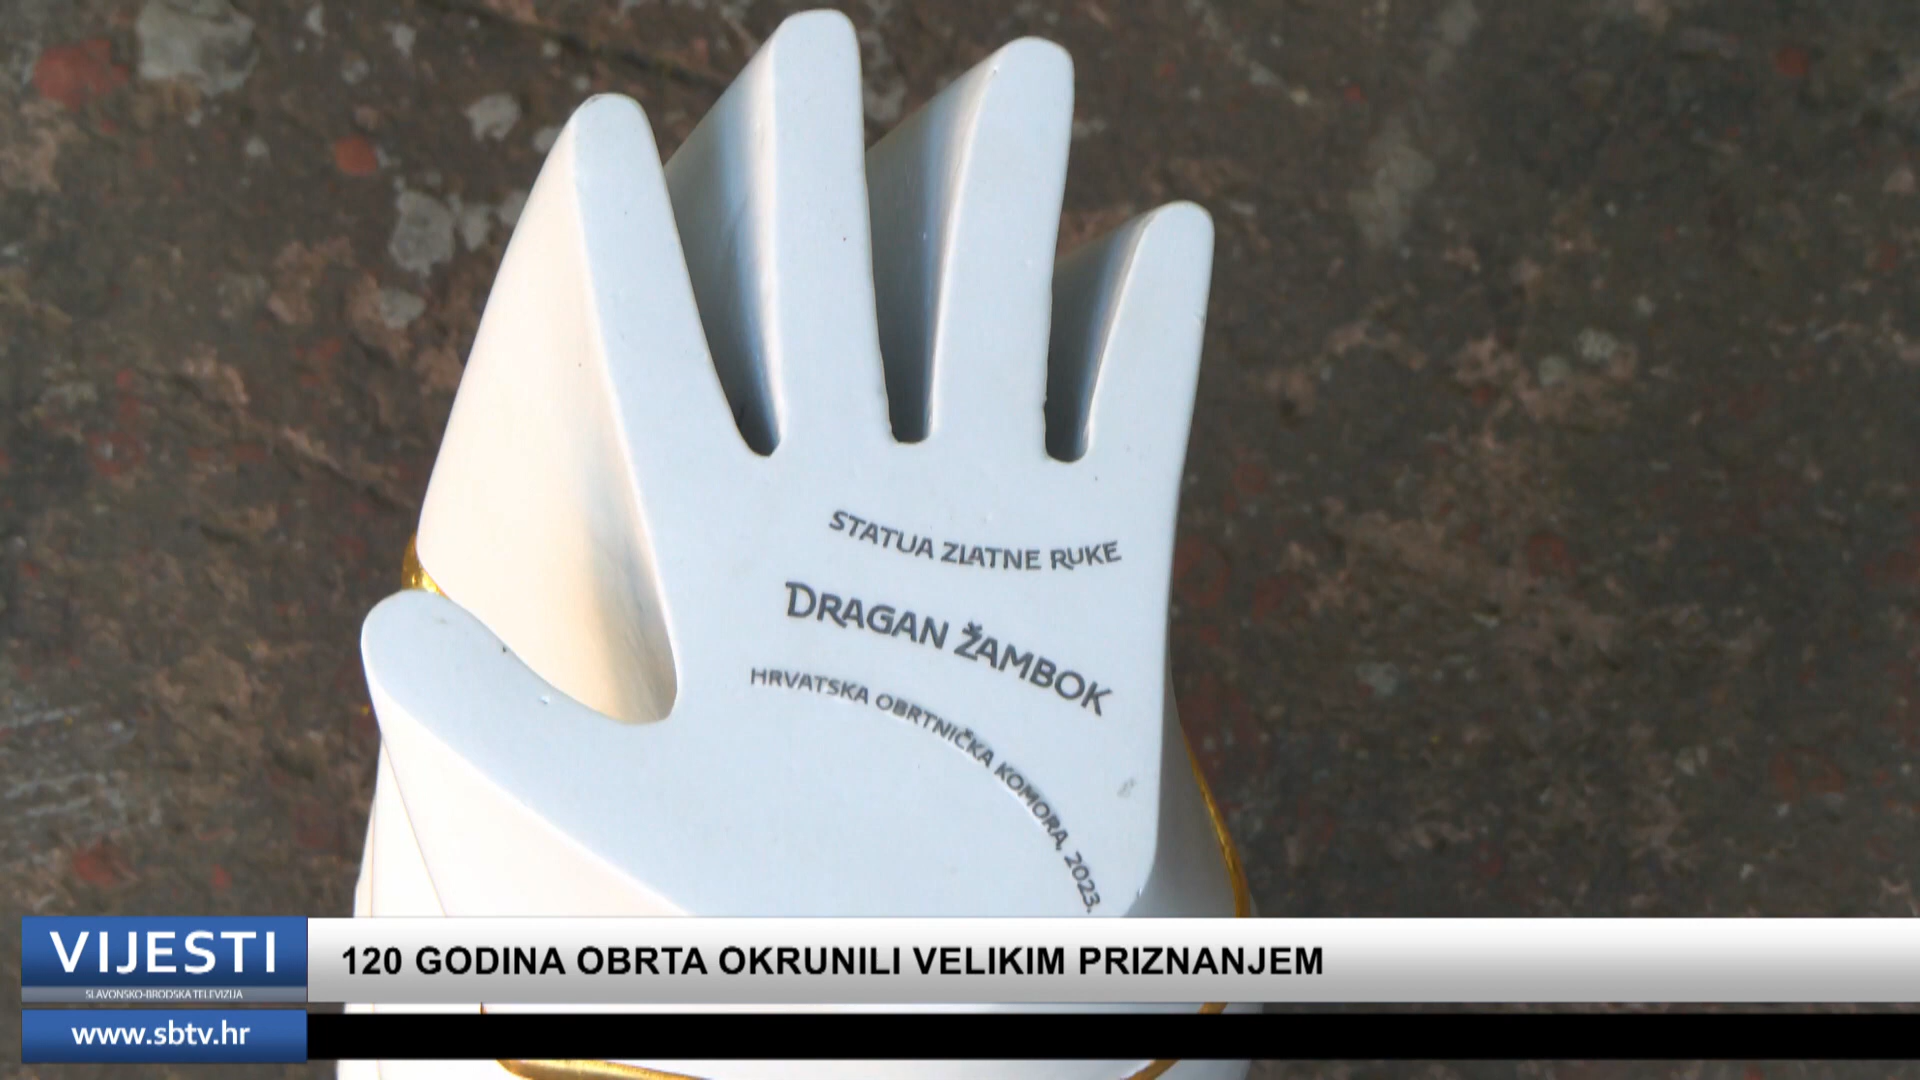 STATUA ZLATNE RUKE
DRAGAN ŽAMBOK
HRVATSKA OBRTNIČKA KOMORA, 2023.
VIJESTI
SLAVONSKO-BRODSKA TELEVIZIJA
120 GODINA OBRTA OKRUNILI VELIKIM PRIZNANJEM
www.sbtv.hr